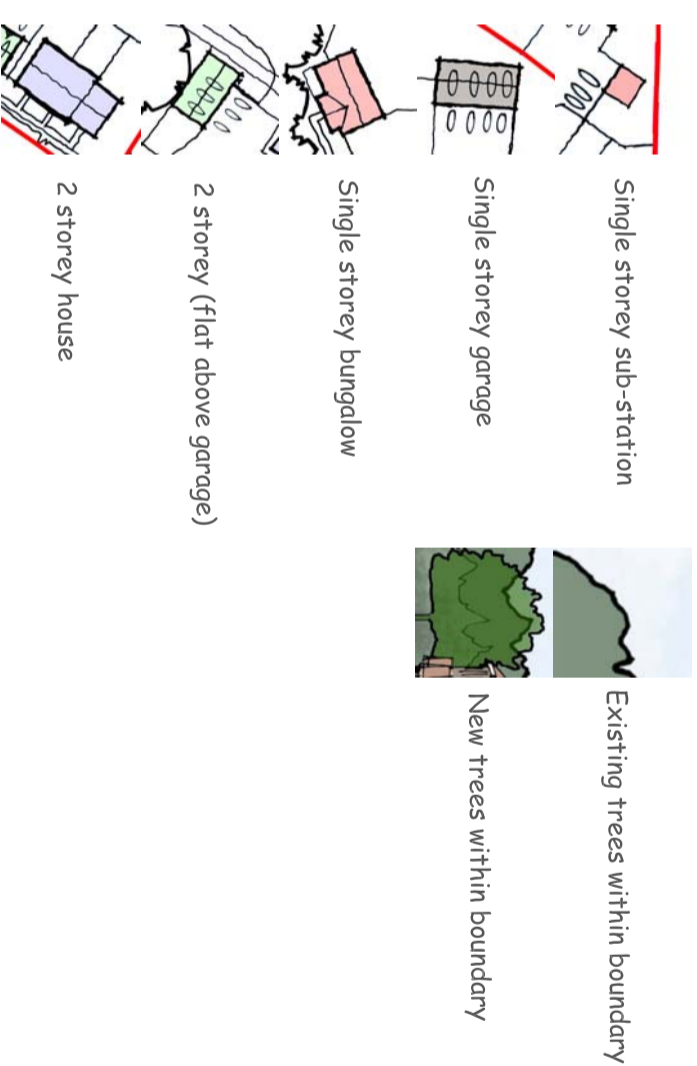 Single storey sub-station
Single storey garage
Single storey bungalow
2 storey (flat above garage)
2 storey house
Existing trees within boundary
New trees within boundary